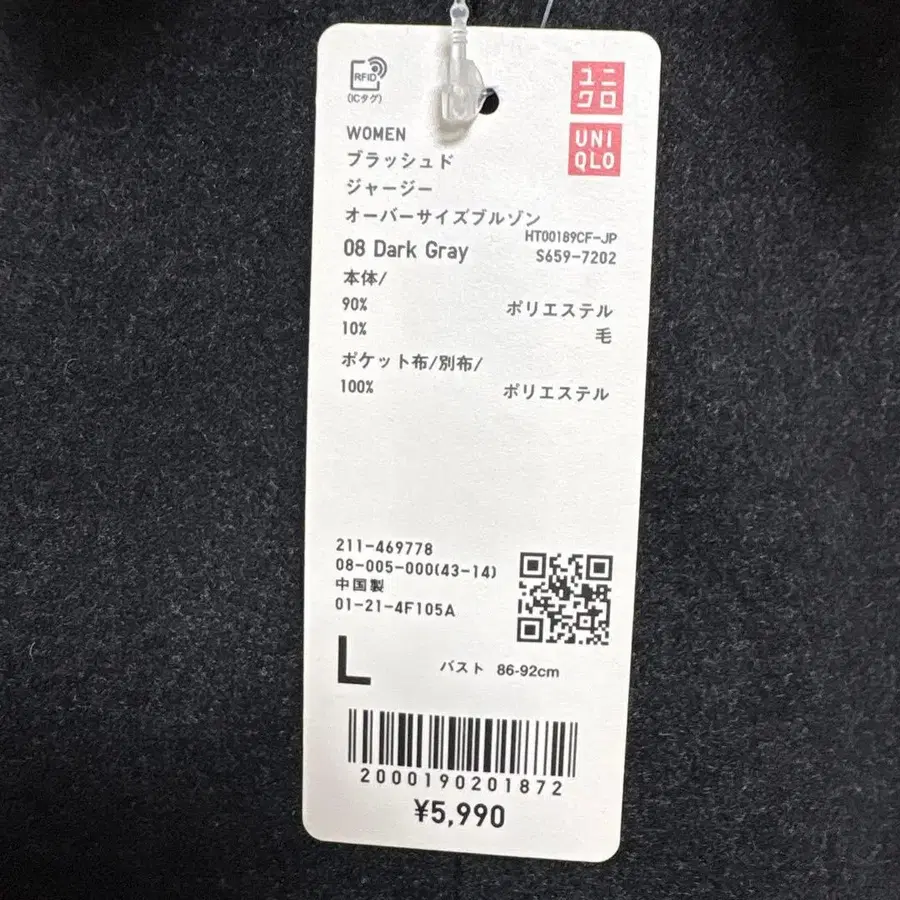 RFID
(ICタグ)
ユニ
クロ
UNI
QLO
WOMEN
ブラッシュド
ジャージー
オーバーサイズブルゾン
HT00189CF-JP
08 Dark Gray
S659-7202
本体/
90% ポリエステル
10% 毛
ポケット布/別布/
100% ポリエステル
211-469778
08-005-000(43-14)
中国製
01-21-4F105A
L バスト 86-92cm
2000190201872
¥5,990